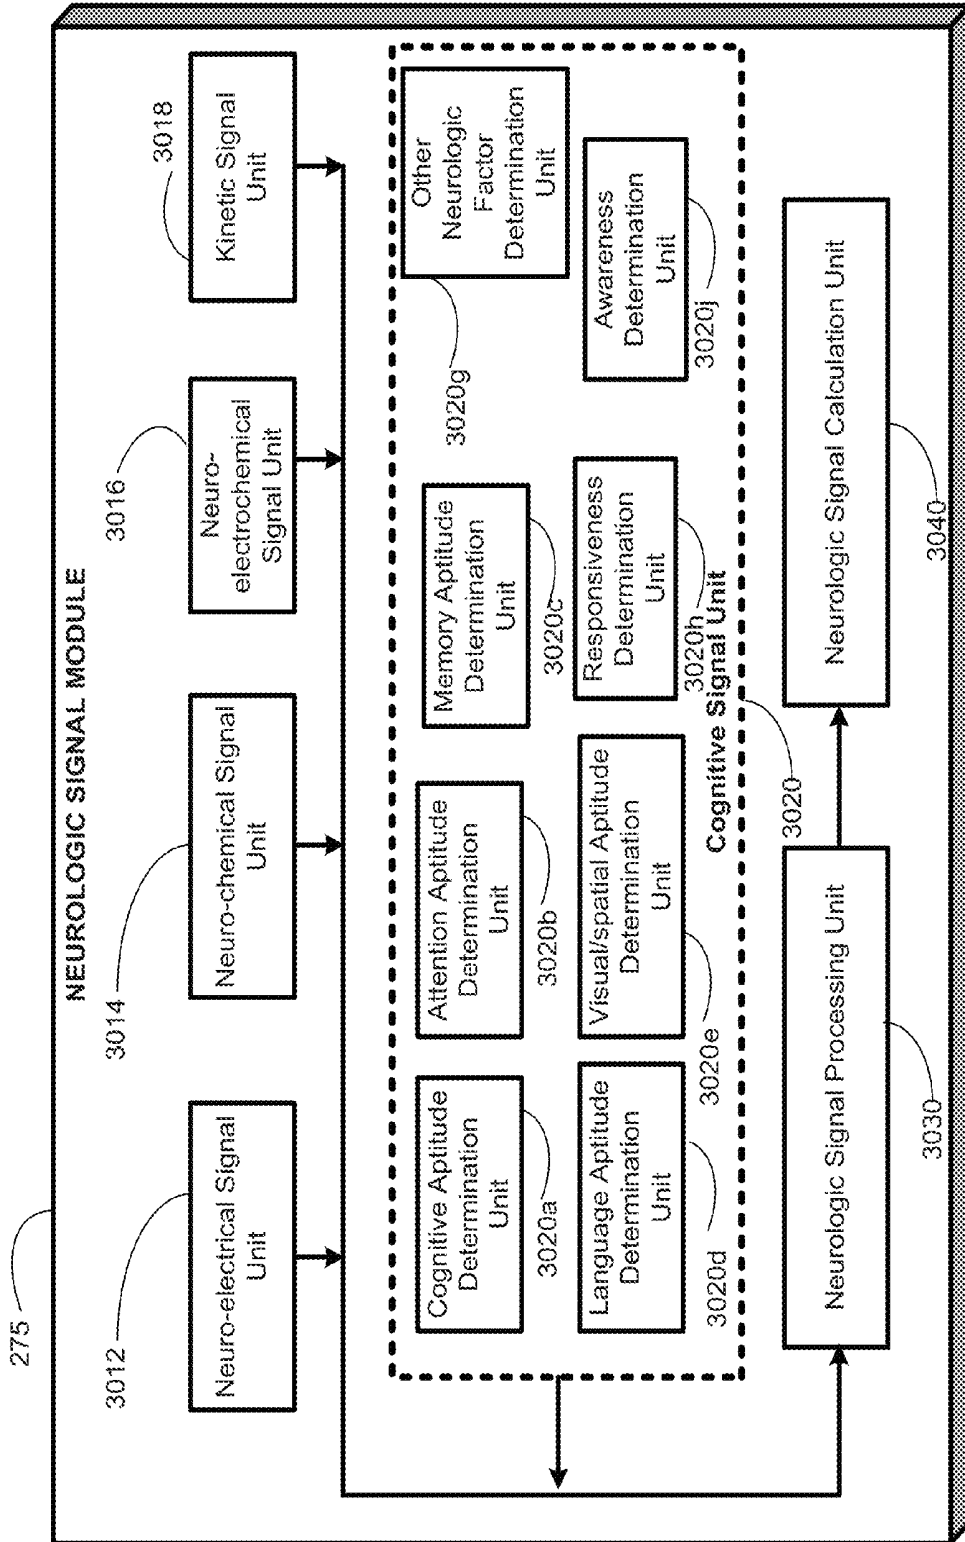 275
NEUROLOGIC SIGNAL MODULE
3012
3014
3016
3018
Neuro-electrical Signal
Unit
Neuro-chemical Signal
Unit
Neuro-
electrochemical
Signal Unit
Kinetic Signal
Unit
Cognitive Aptitude
Determination
Unit
3020a
Attention Aptitude
Determination
Unit
3020b
Memory Aptitude
Determination
Unit
3020c
Other
Neurologic
Factor
Determination
Unit
3020g
Language Aptitude
Determination
Unit
3020d
Visual/spatial Aptitude
Determination
Unit
3020e
Responsiveness
Determination
Unit
3020h
Awareness
Determination
Unit
3020j
Cognitive Signal Unit
3020
Neurologic Signal Processing Unit
3030
Neurologic Signal Calculation Unit
3040